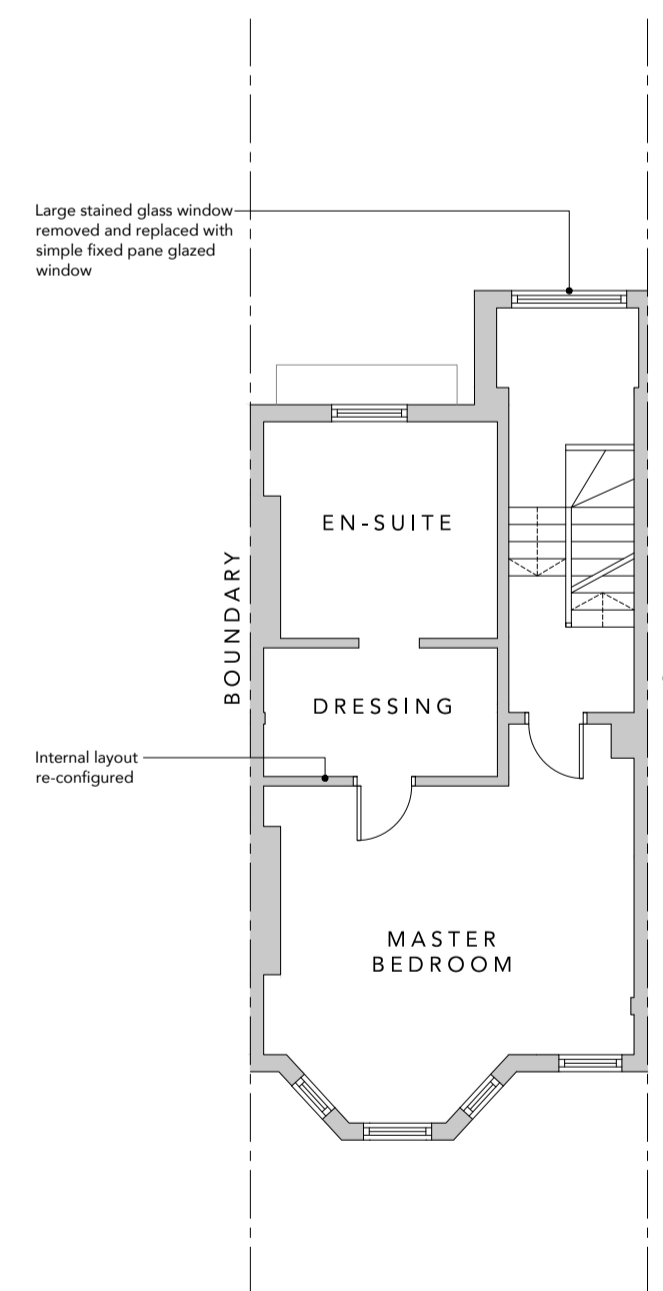 Large stained glass window
removed and replaced with
simple fixed pane glazed
window
EN-SUITE
BOUNDARY
DRESSING
Internal layout
re-configured
MASTER
BEDROOM